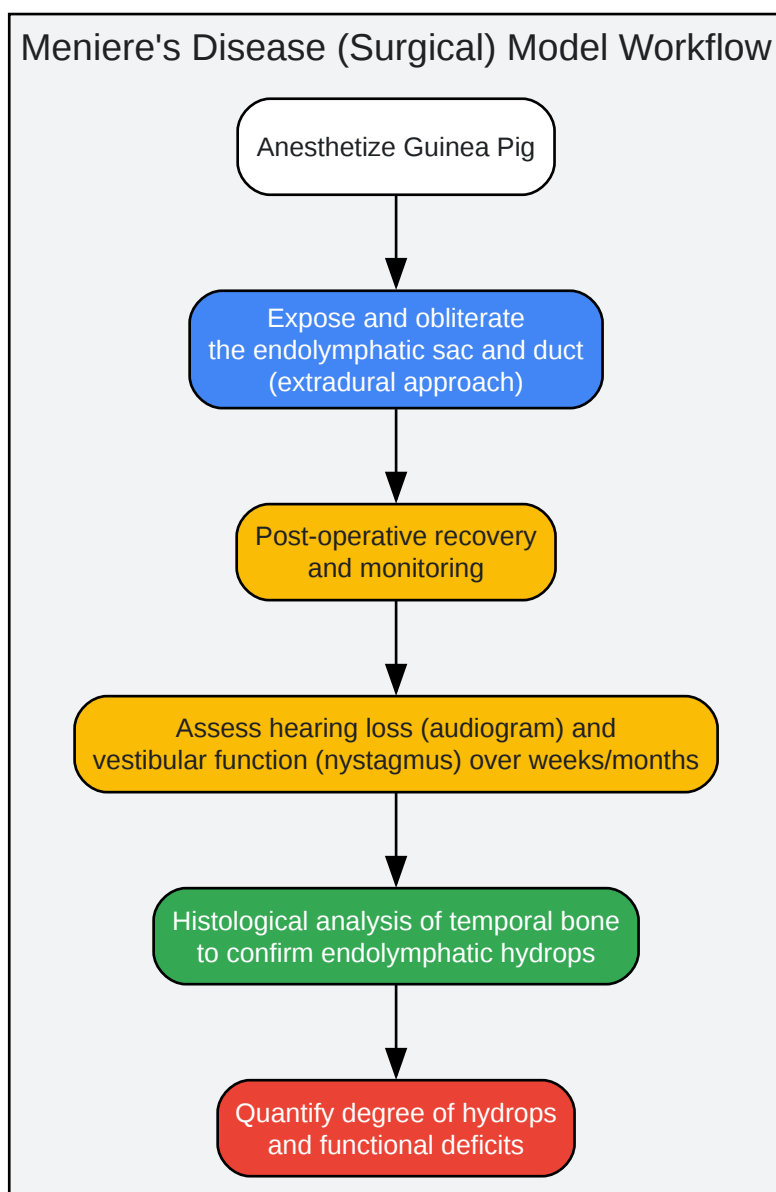 Meniere's Disease (Surgical) Model Workflow
Anesthetize Guinea Pig
Expose and obliterate
the endolymphatic sac and duct
(extradural approach)
Post-operative recovery
and monitoring
Assess hearing loss (audiogram) and
vestibular function (nystagmus) over weeks/months
Histological analysis of temporal bone
to confirm endolymphatic hydrops
Quantify degree of hydrops
and functional deficits